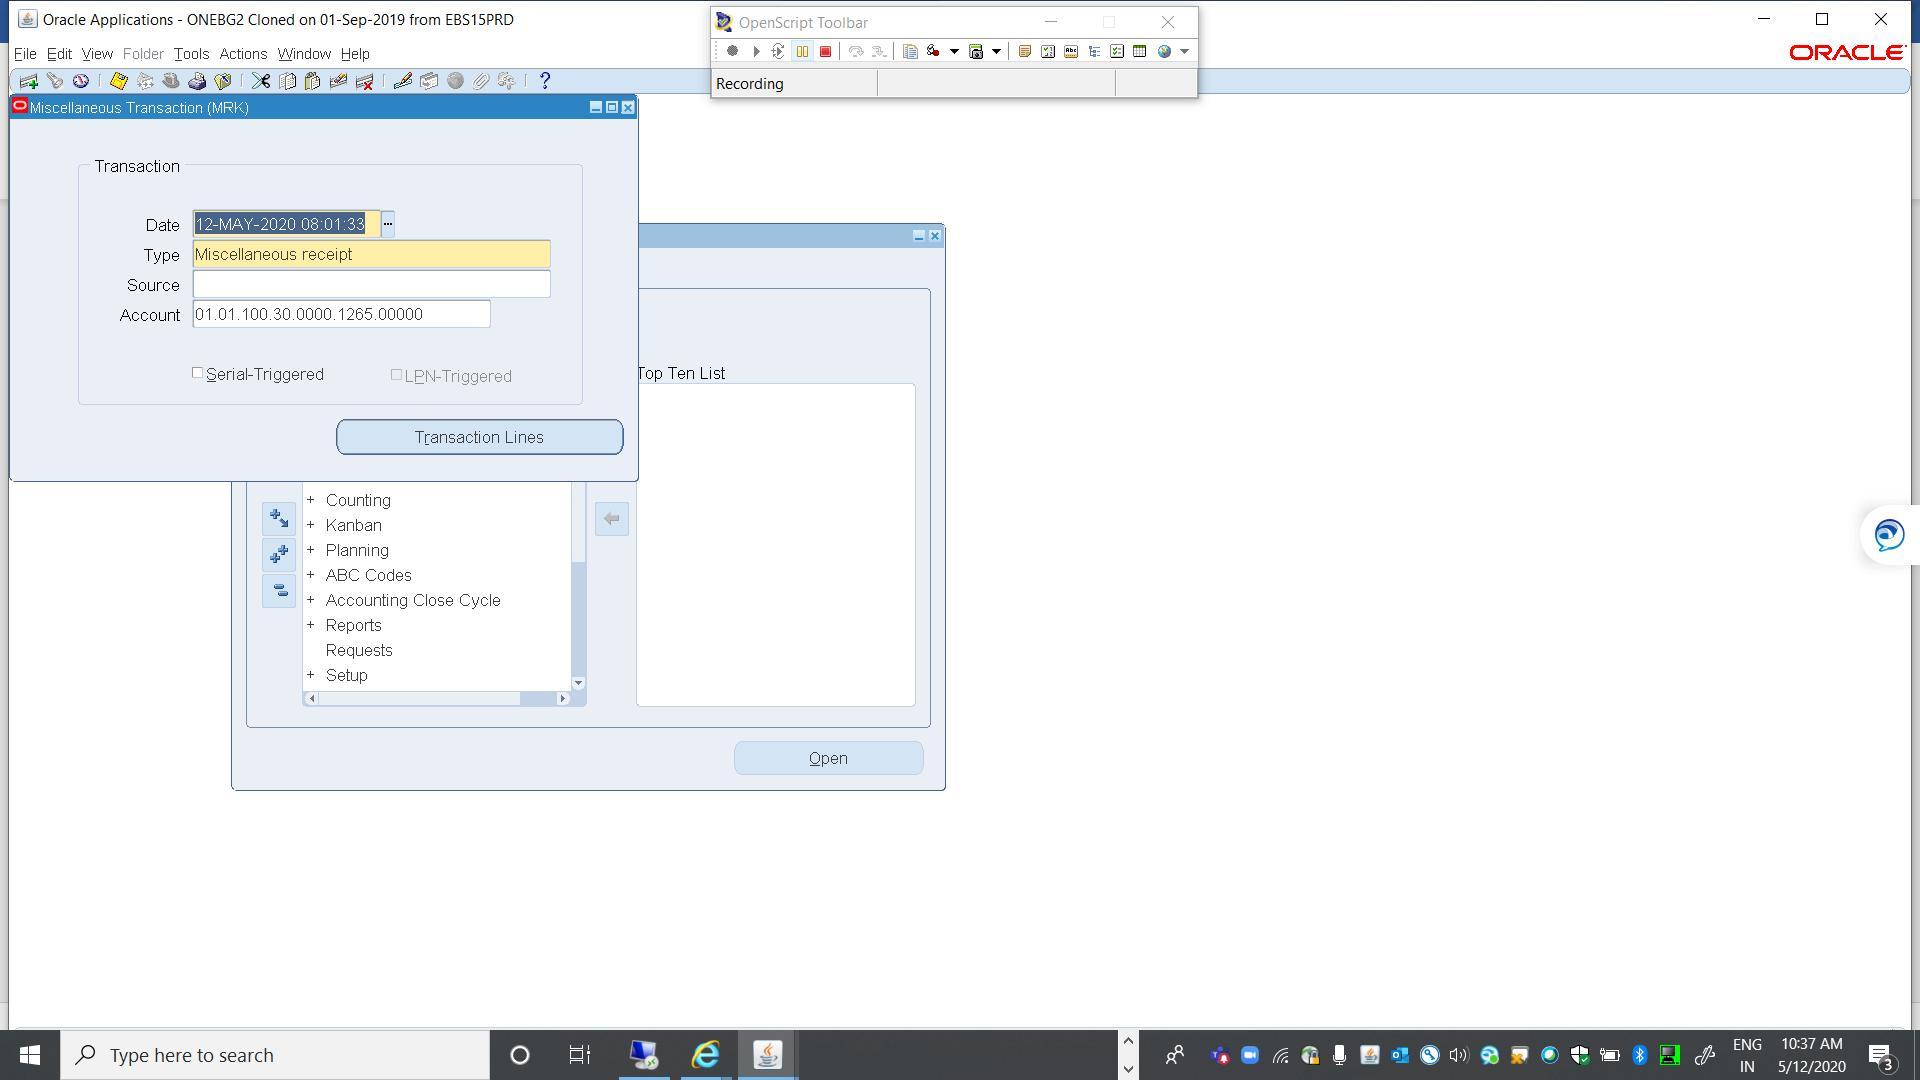 Oracle Applications - ONEBG2 Cloned on 01-Sep-2019 from EBS15PRD
OpenScript Toolbar
File Edit View Folder Tools Actions Window Help
ORACLE
Recording
Miscellaneous Transaction (MRK)
Transaction
Date 12-MAY-2020 08:01:33 ...
Type Miscellaneous receipt
Source
Account 01.01.100.30.0000.1265.00000
Serial-Triggered LPN-Triggered
Transaction Lines
Top Ten List
+ Counting
+ Kanban
+ Planning
+ ABC Codes
+ Accounting Close Cycle
+ Reports
Requests
+ Setup
Open
Type here to search
ENG
IN
10:37 AM
5/12/2020
3